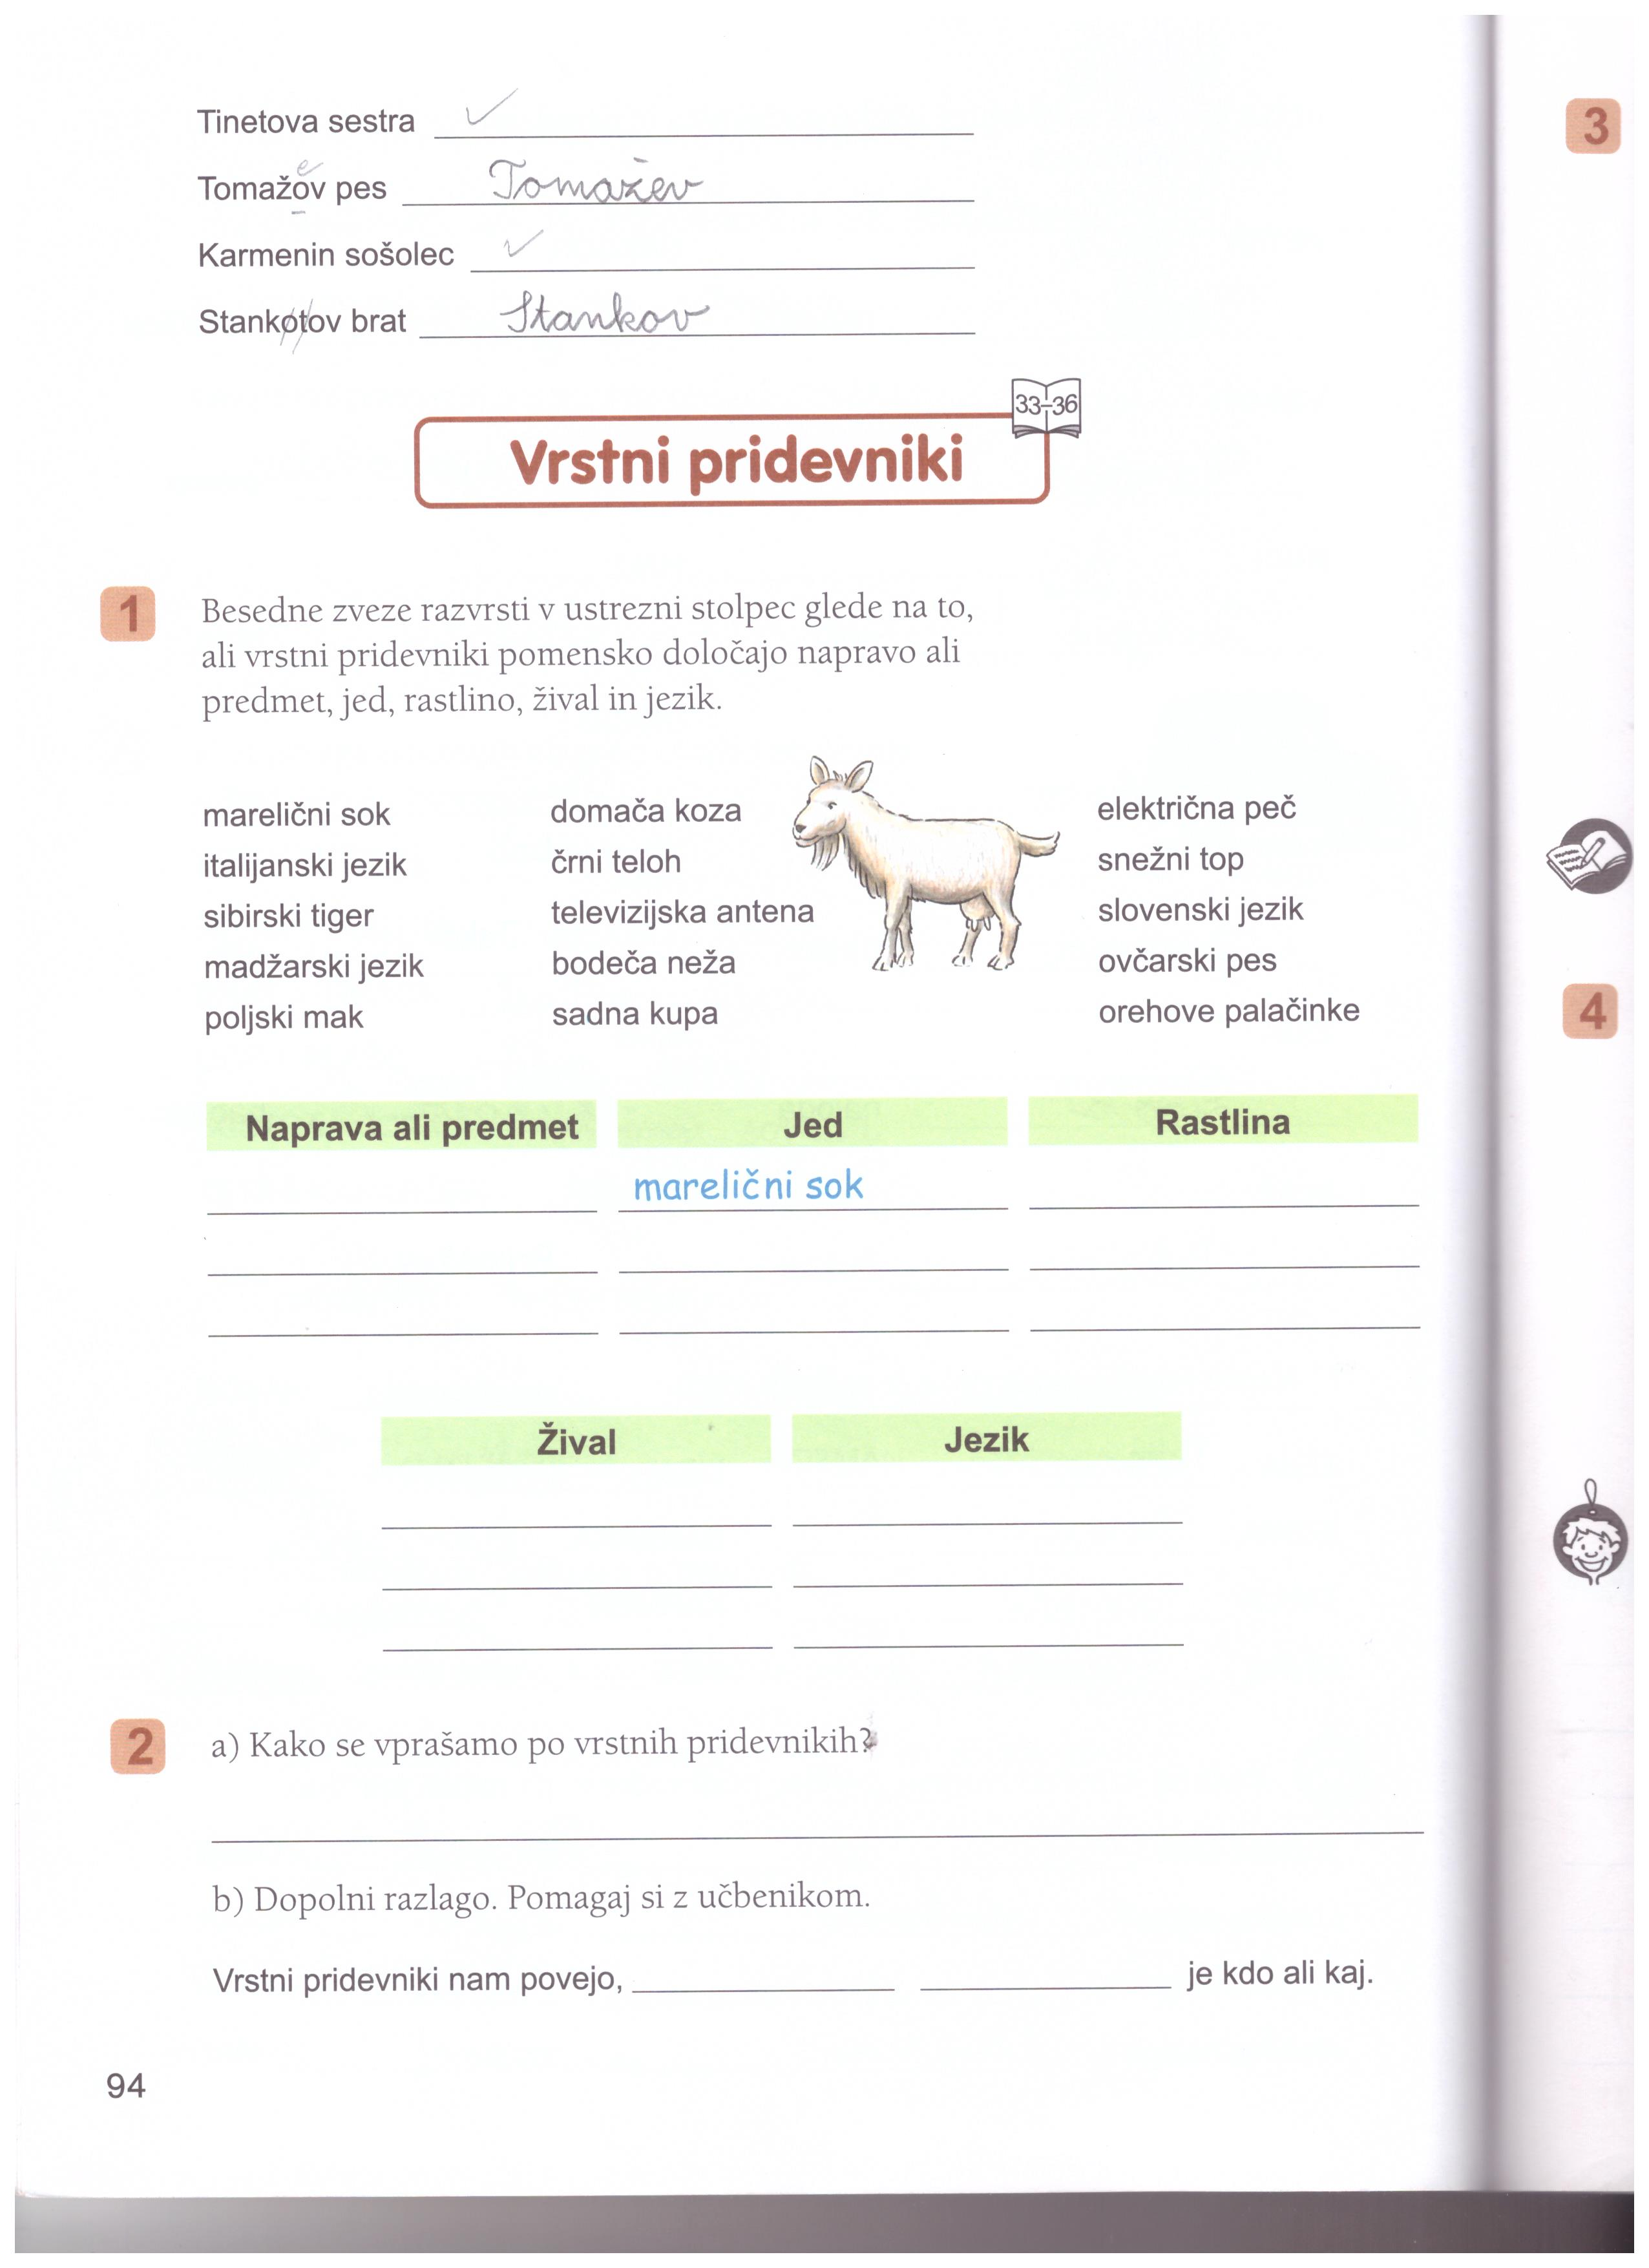 Tinetova sestra ✓
e
Tomažov pes Tomažev
Karmenin sošolec ✓
Stankotov brat Stankov
33–36
Vrstni pridevniki
1
Besedne zveze razvrsti v ustrezni stolpec glede na to,
ali vrstni pridevniki pomensko določajo napravo ali
predmet, jed, rastlino, žival in jezik.
marelični sok domača koza električna peč
italijanski jezik črni teloh snežni top
sibirski tiger televizijska antena slovenski jezik
madžarski jezik bodeča neža ovčarski pes
poljski mak sadna kupa orehove palačinke
Naprava ali predmet Jed Rastlina
marelični sok
Žival Jezik
2
a) Kako se vprašamo po vrstnih pridevnikih?
b) Dopolni razlago. Pomagaj si z učbenikom.
Vrstni pridevniki nam povejo, je kdo ali kaj.
94
3
4